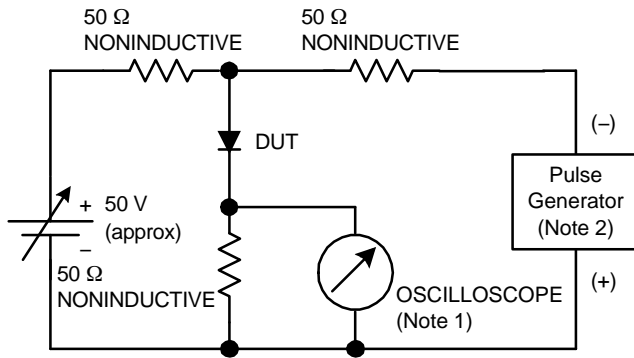 50 Ω
NONINDUCTIVE
50 Ω
NONINDUCTIVE
DUT
(–)
Pulse
Generator
(Note 2)
(+)
+ 50 V
(approx)
–
50 Ω
NONINDUCTIVE
OSCILLOSCOPE
(Note 1)